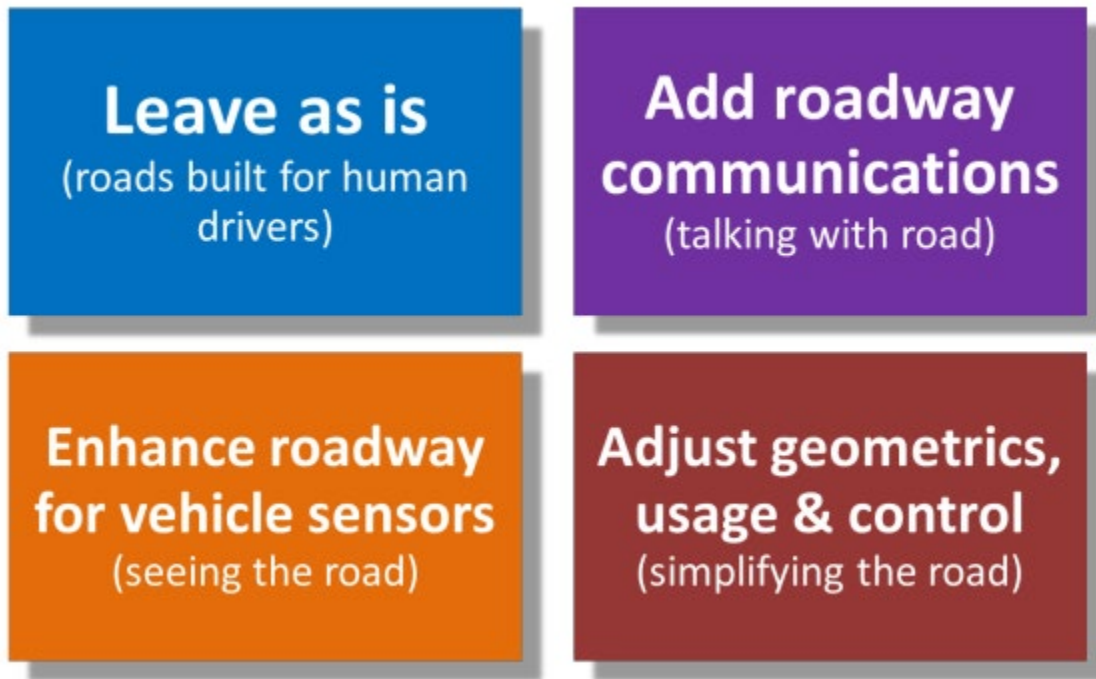 Leave as is
(roads built for human
drivers)
Add roadway
communications
(talking with road)
Enhance roadway
for vehicle sensors
(seeing the road)
Adjust geometrics,
usage & control
(simplifying the road)